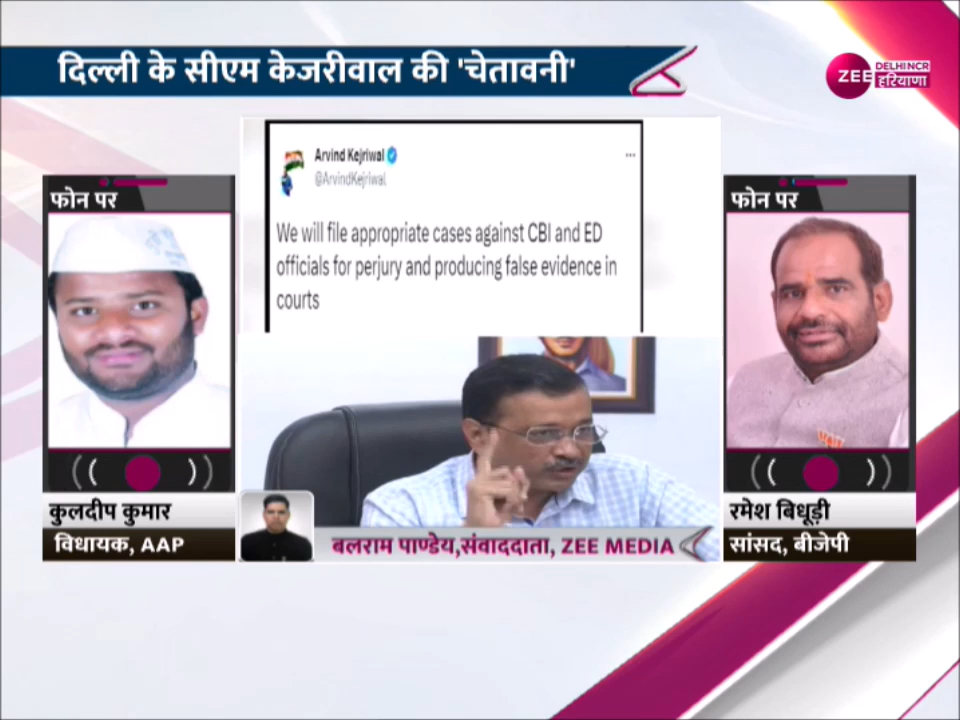 दिल्ली के सीएम केजरीवाल की 'चेतावनी'
ZEE DELHI NCR हरियाणा
Arvind Kejriwal
@ArvindKejriwal
We will file appropriate cases against CBI and ED
officials for perjury and producing false evidence in
courts
फोन पर
कुलदीप कुमार
विधायक, AAP
फोन पर
रमेश बिधूड़ी
सांसद, बीजेपी
बलराम पाण्डेय,संवाददाता, ZEE MEDIA